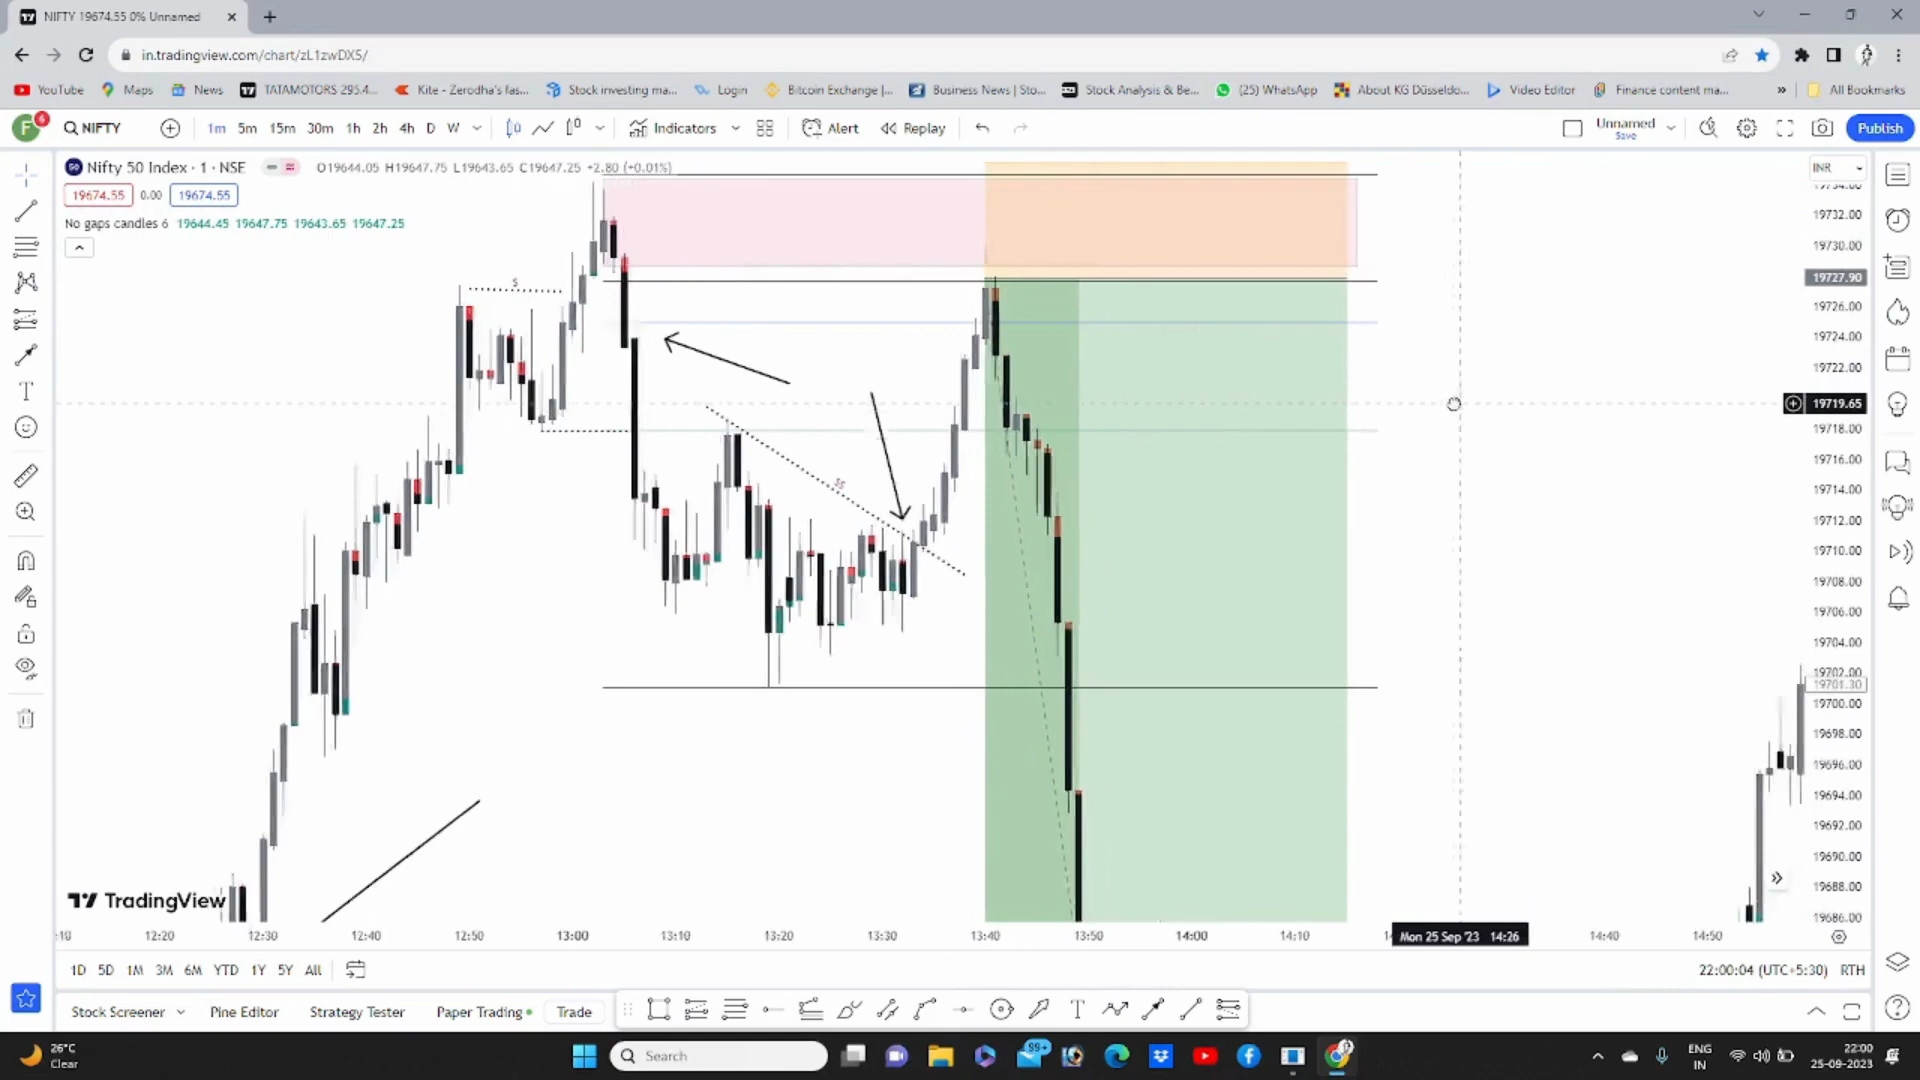 NIFTY 19674.55 0% Unnamed
in.tradingview.com/chart/zL1zwDX5/
YouTube Maps News TATAMOTORS 295.4... Kite - Zerodha's fas... Stock investing ma... Login Bitcoin Exchange |... Business News | Sto... Stock Analysis & Be... (25) WhatsApp About KG Düsseldo... Video Editor Finance content ma... » All Bookmarks
F NIFTY 1m 5m 15m 30m 1h 2h 4h D W Indicators Alert Replay Unnamed Save Publish
Nifty 50 Index · 1 · NSE O19644.05 H19647.75 L19643.65 C19647.25 +2.80 (+0.01%) INR
19674.55 0.00 19674.55
No gaps candles 6 19644.45 19647.75 19643.65 19647.25
19734.00
19732.00
19730.00
19727.90
19726.00
19724.00
19722.00
19719.65
19718.00
19716.00
19714.00
19712.00
19710.00
19708.00
19706.00
19704.00
19702.00
19701.30
19700.00
19698.00
19696.00
19694.00
19692.00
19690.00
19688.00
19686.00
$
$$
TradingView
:10 12:20 12:30 12:40 12:50 13:00 13:10 13:20 13:30 13:40 13:50 14:00 14:10 Mon 25 Sep '23 14:26 14:40 14:50
1D 5D 1M 3M 6M YTD 1Y 5Y All 22:00:04 (UTC+5:30) RTH
Stock Screener Pine Editor Strategy Tester Paper Trading Trade
26°C
Clear
Search
99+
ENG
IN
22:00
25-09-2023